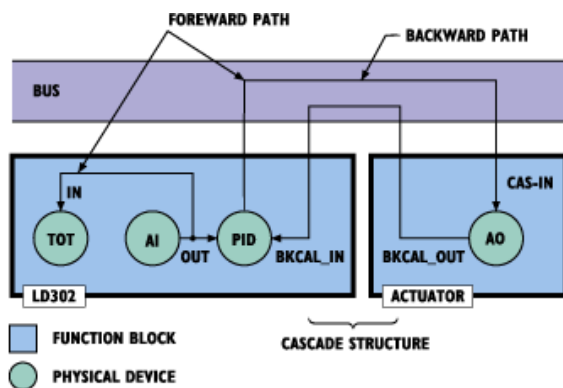 FOREWARD PATH
BACKWARD PATH
BUS
IN
CAS-IN
TOT
AI
PID
AO
OUT
BKCAL_IN
BKCAL_OUT
LD302
ACTUATOR
FUNCTION BLOCK
CASCADE STRUCTURE
PHYSICAL DEVICE